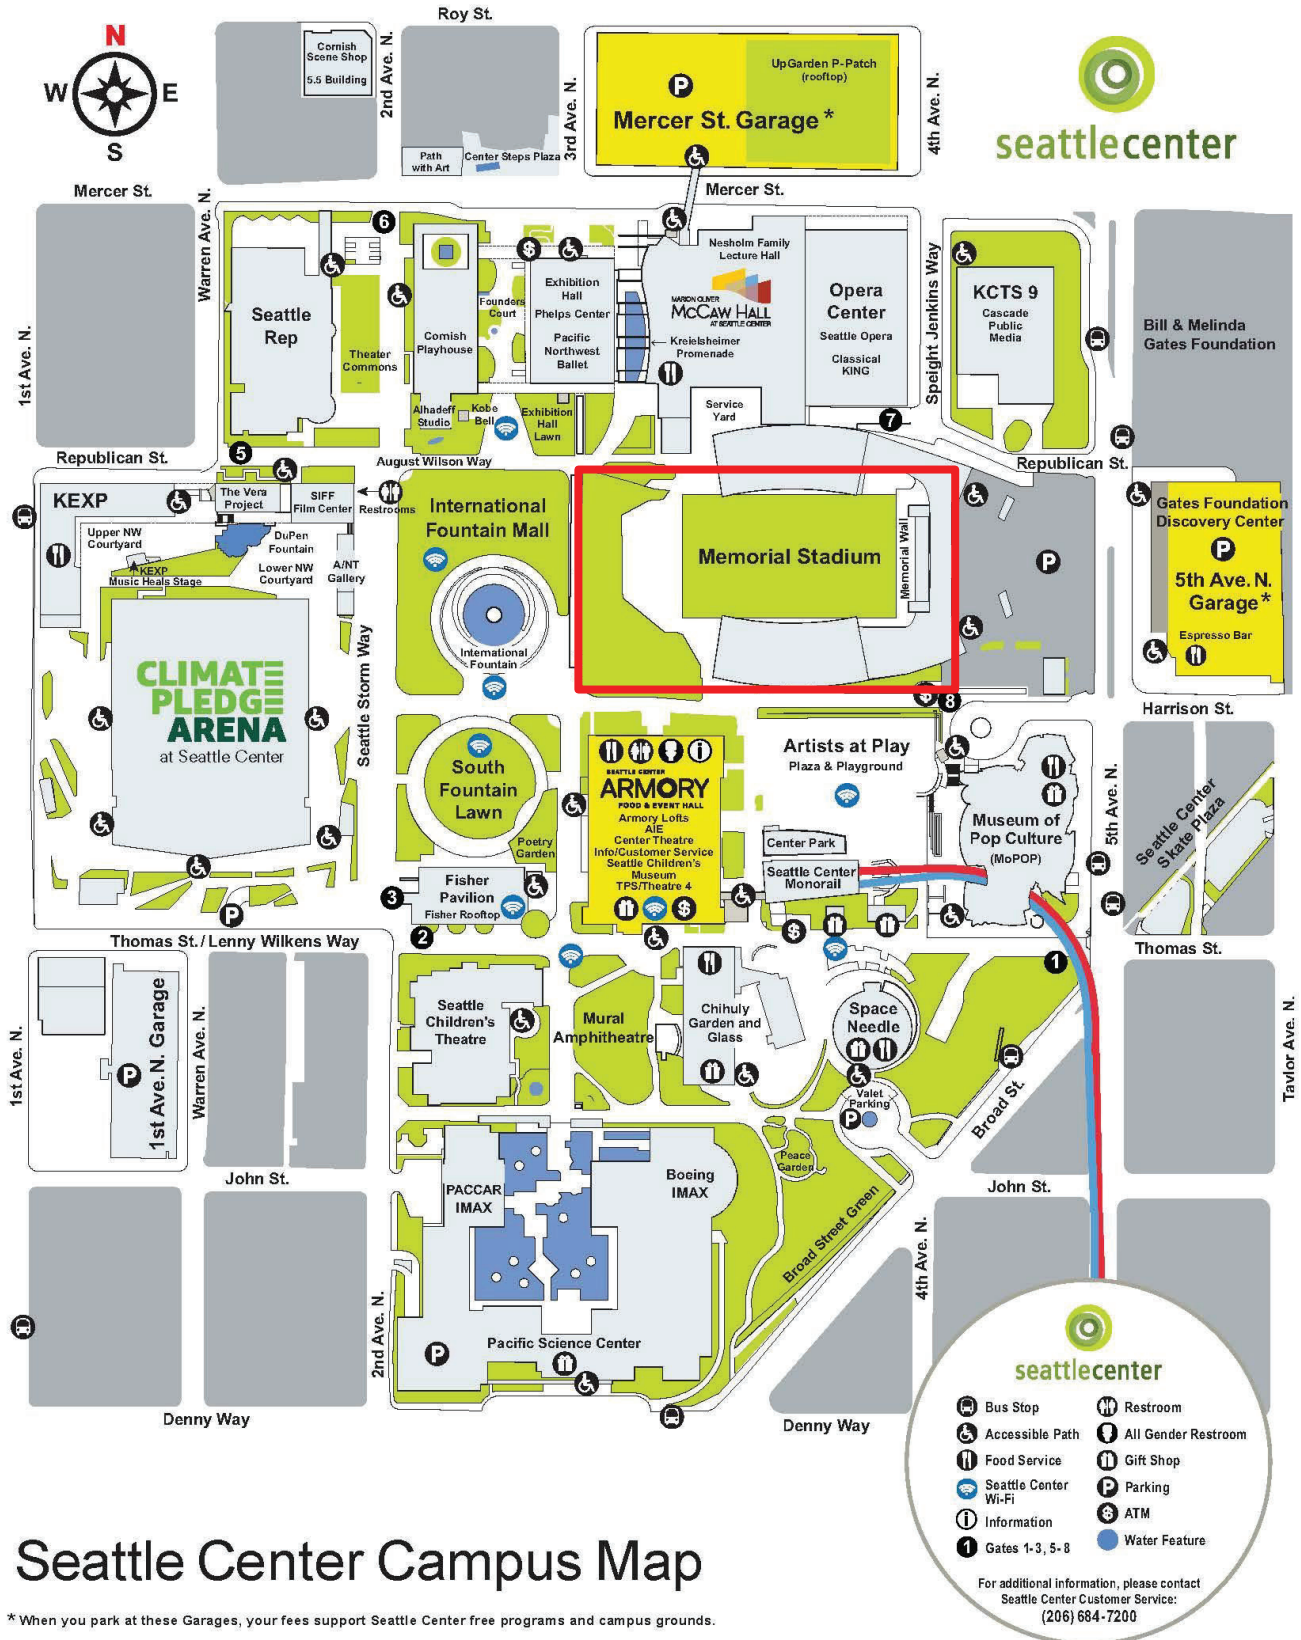 Roy St.
N
W
E
S
Cornish
Scene Shop
5.5 Building
2nd Ave. N.
Path
with Art
Center Steps Plaza
3rd Ave. N.
P
UpGarden P-Patch
(rooftop)
Mercer St. Garage *
4th Ave. N.
seattlecenter
Mercer St.
Mercer St.
Warren Ave. N.
1st Ave. N.
6
$
Seattle
Rep
Theater
Commons
Cornish
Playhouse
Founders
Court
Exhibition
Hall
Phelps Center
Pacific
Northwest
Ballet
Nesholm Family
Lecture Hall
MARION OLIVER
McCAW HALL
AT SEATTLE CENTER
Kreielsheimer
Promenade
Opera
Center
Seattle Opera
Classical
KING
Speight Jenkins Way
KCTS 9
Cascade
Public
Media
Bill & Melinda
Gates Foundation
Alhadeff
Studio
Kobe
Bell
Exhibition
Hall
Lawn
Service
Yard
7
5
Republican St.
August Wilson Way
Republican St.
KEXP
The Vera
Project
SIFF
Film Center
Restrooms
Upper NW
Courtyard
DuPen
Fountain
KEXP
Music Heals Stage
Lower NW
Courtyard
A/NT
Gallery
International
Fountain Mall
International
Fountain
Memorial Stadium
Memorial Wall
P
Gates Foundation
Discovery Center
P
5th Ave. N.
Garage *
Espresso Bar
CLIMATE
PLEDGE
ARENA
at Seattle Center
Seattle Storm Way
$
8
Harrison St.
South
Fountain
Lawn
Poetry
Garden
i
SEATTLE CENTER
ARMORY
FOOD & EVENT HALL
Armory Lofts
AIE
Center Theatre
Info/Customer Service
Seattle Children's
Museum
TPS/Theatre 4
$
Artists at Play
Plaza & Playground
Center Park
Seattle Center
Monorail
Museum of
Pop Culture
(MoPOP)
5th Ave. N.
Seattle Center
Skate Plaza
P
3
Fisher
Pavilion
Fisher Rooftop
2
$
Thomas St. / Lenny Wilkens Way
Thomas St.
1
1st Ave. N.
1st Ave. N. Garage
P
Warren Ave. N.
Seattle
Children's
Theatre
Mural
Amphitheatre
Chihuly
Garden and
Glass
Space
Needle
Valet
Parking
P
Broad St.
Taylor Ave. N.
John St.
PACCAR
IMAX
Boeing
IMAX
Peace
Garden
Broad Street Green
John St.
4th Ave. N.
2nd Ave. N.
P
Pacific Science Center
Denny Way
Denny Way
seattlecenter
Bus Stop
Restroom
Accessible Path
All Gender Restroom
Food Service
Gift Shop
Seattle Center
Wi-Fi
P Parking
i Information
$ ATM
1 Gates 1-3, 5-8
Water Feature
For additional information, please contact
Seattle Center Customer Service:
(206) 684-7200
Seattle Center Campus Map
* When you park at these Garages, your fees support Seattle Center free programs and campus grounds.